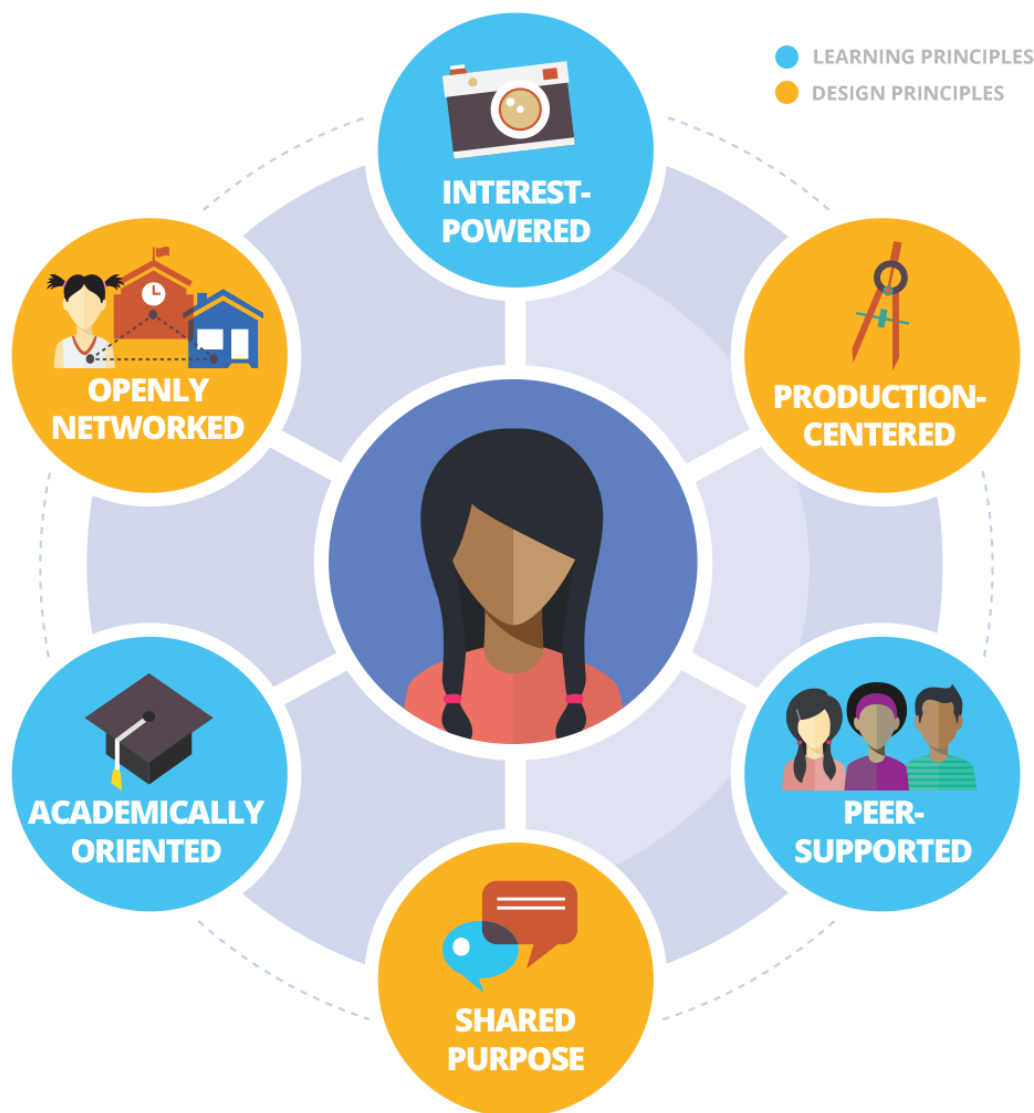 LEARNING PRINCIPLES
DESIGN PRINCIPLES
INTEREST-
POWERED
OPENLY
NETWORKED
PRODUCTION-
CENTERED
ACADEMICALLY
ORIENTED
PEER-
SUPPORTED
SHARED
PURPOSE